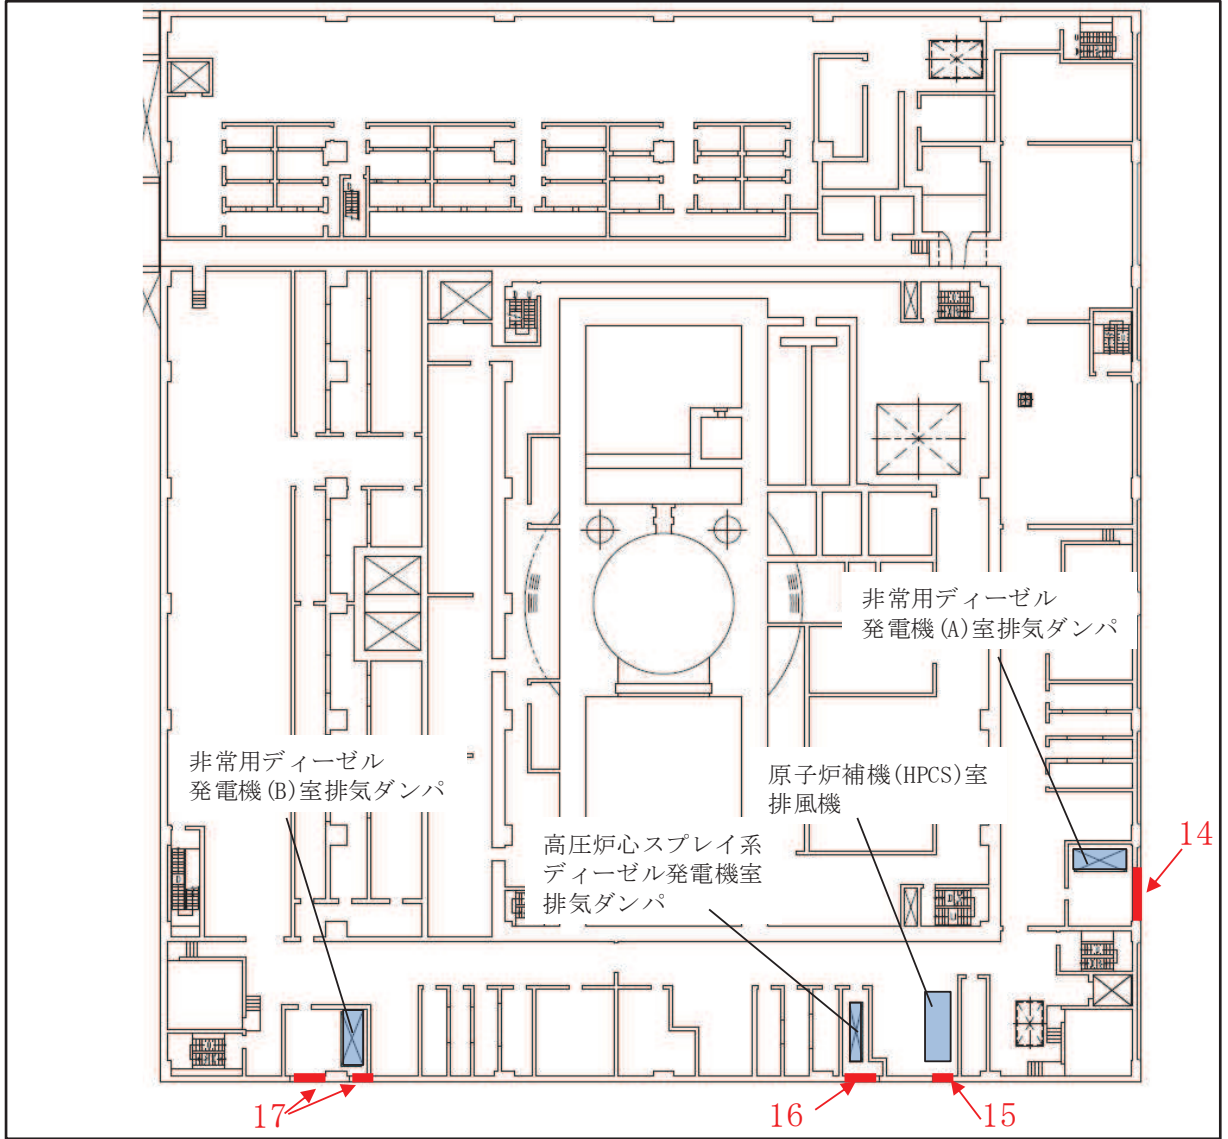 非常用ディーゼル
発電機(A)室排気ダンパ
非常用ディーゼル
発電機(B)室排気ダンパ
原子炉補機(HPCS)室
排風機
高圧炉心スプレイ系
ディーゼル発電機室
排気ダンパ
14
17
16
15